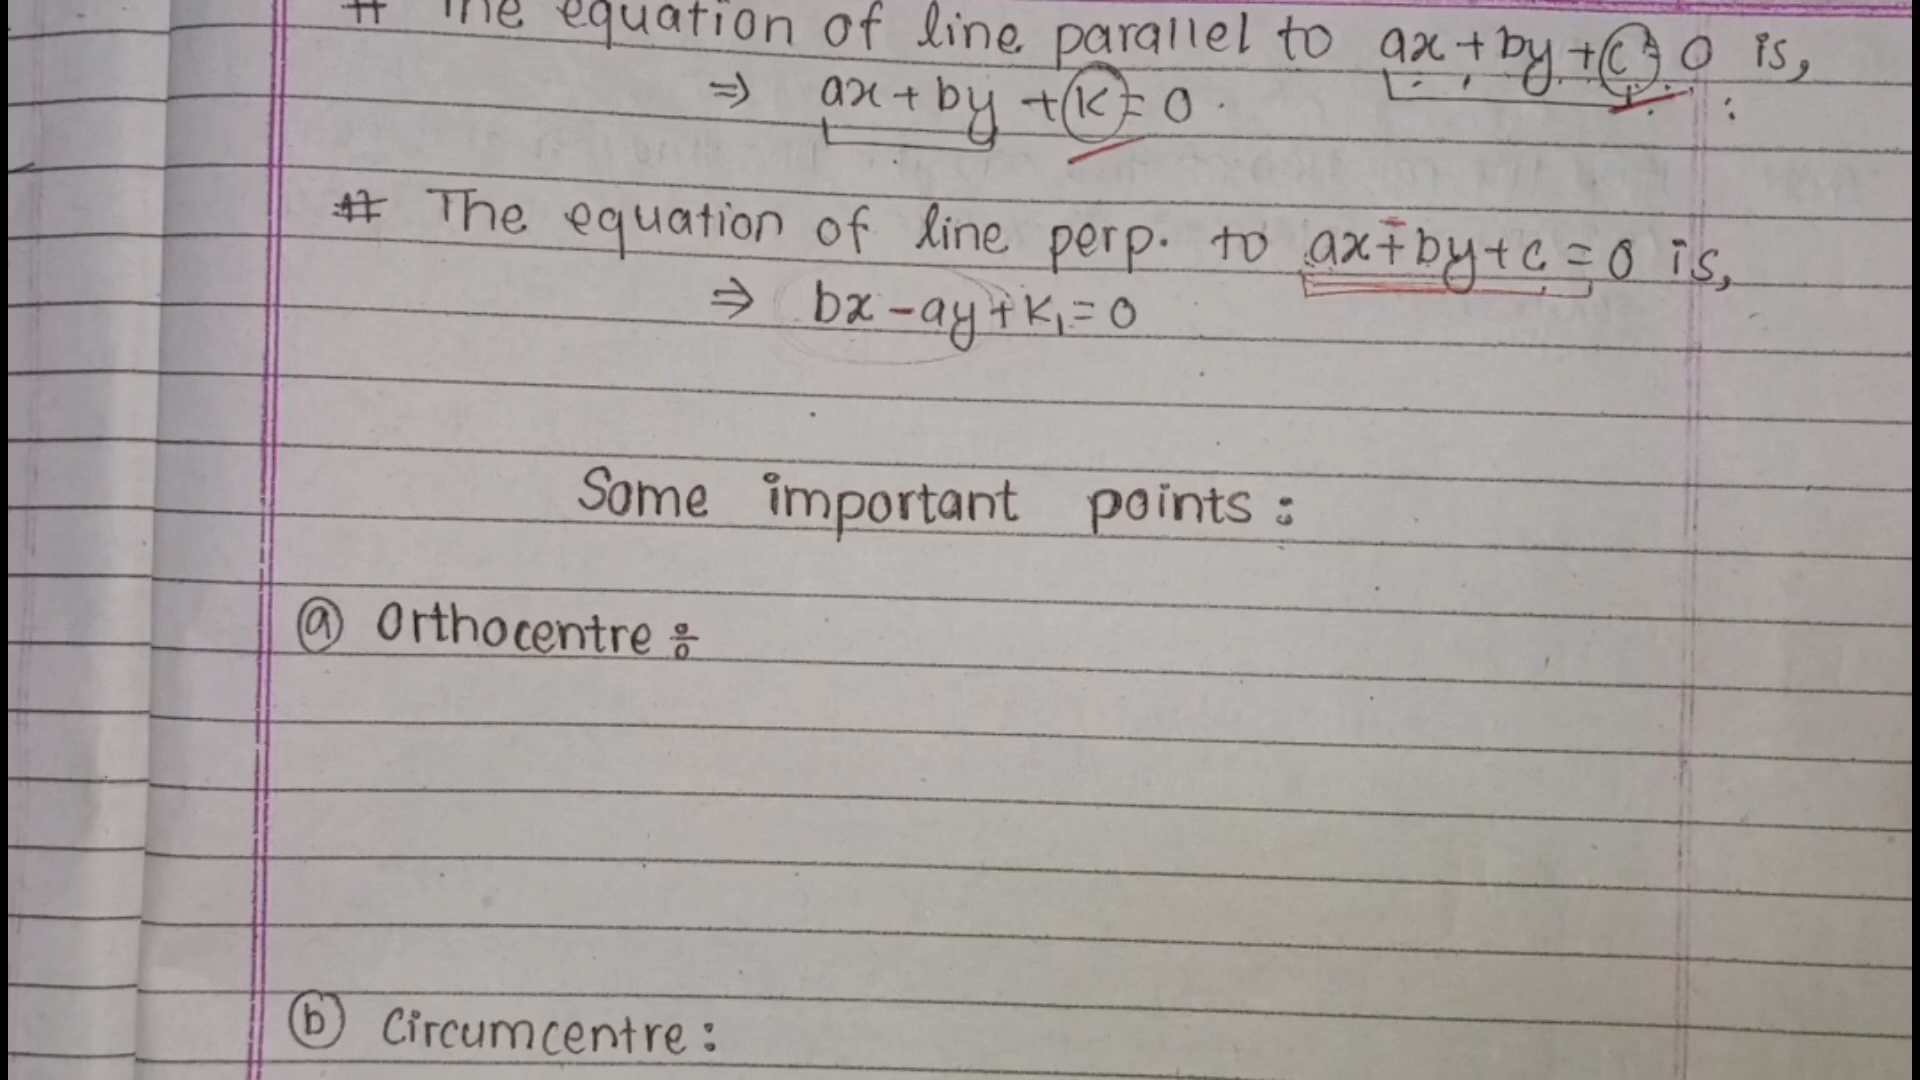 # The equation of line parallel to ax + by + c = 0 is,
⇒ ax + by + k = 0.
# The equation of line perp. to ax + by + c = 0 is,
⇒ bx - ay + k₁ = 0
Some important points :
ⓐ Orthocentre :
ⓑ Circumcentre :